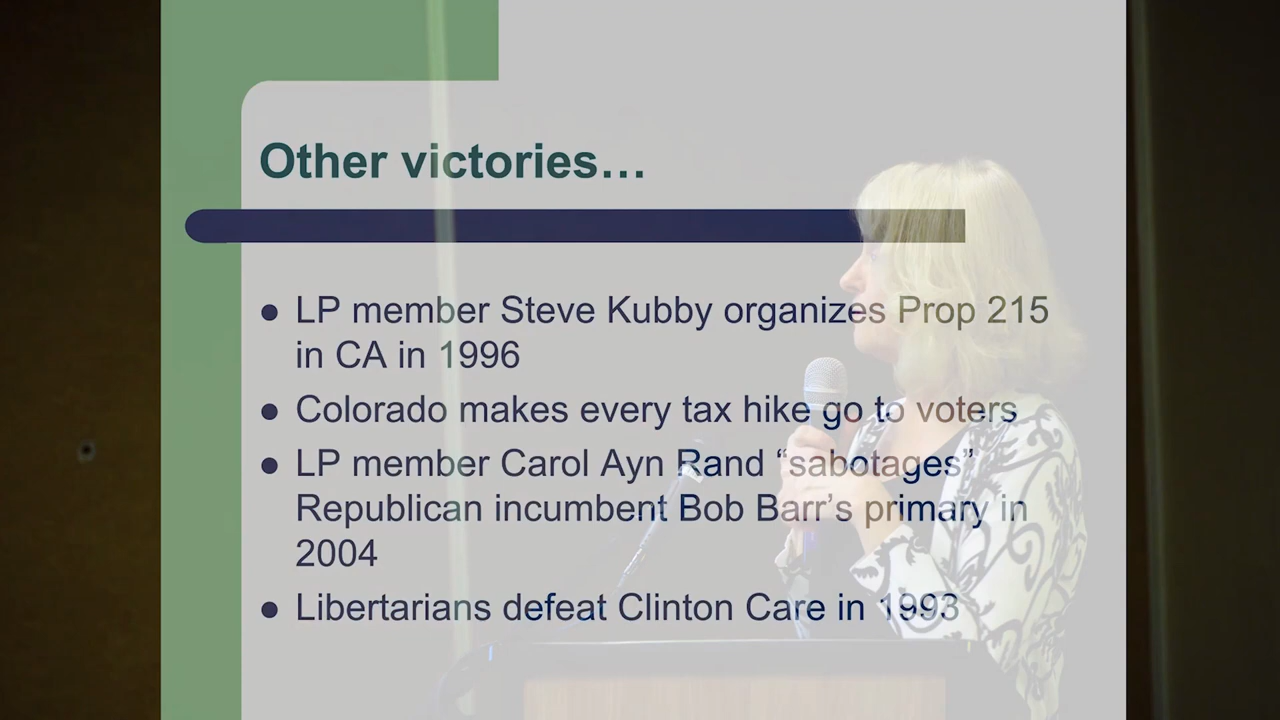 Other victories…
● LP member Steve Kubby organizes Prop 215
in CA in 1996
● Colorado makes every tax hike go to voters
● LP member Carol Ayn Rand “sabotages”
Republican incumbent Bob Barr’s primary in
2004
● Libertarians defeat Clinton Care in 1993